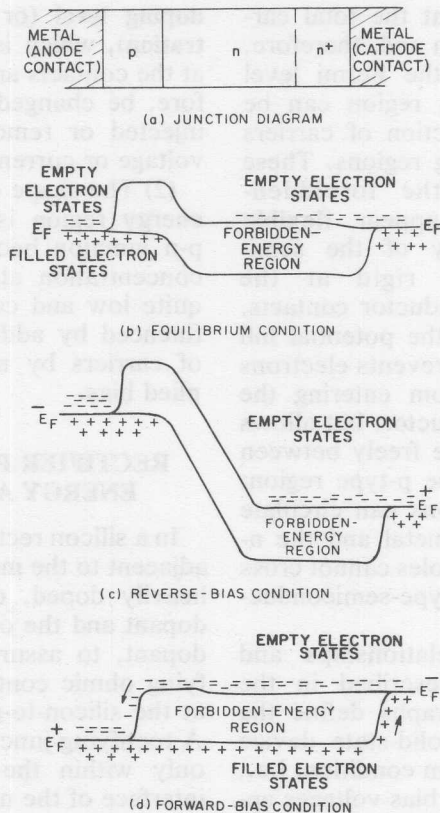 METAL
(ANODE
CONTACT)
p
n
n+
METAL
(CATHODE
CONTACT)
(a) JUNCTION DIAGRAM
EMPTY
ELECTRON
STATES
EMPTY ELECTRON
STATES
EF
FILLED ELECTRON
STATES
FORBIDDEN-
ENERGY
REGION
EF
(b) EQUILIBRIUM CONDITION
EF
EMPTY ELECTRON
STATES
FORBIDDEN-
ENERGY
REGION
EF
(c) REVERSE-BIAS CONDITION
EMPTY ELECTRON
STATES
EF
FORBIDDEN-ENERGY
REGION
EF
FILLED ELECTRON
STATES
(d) FORWARD-BIAS CONDITION